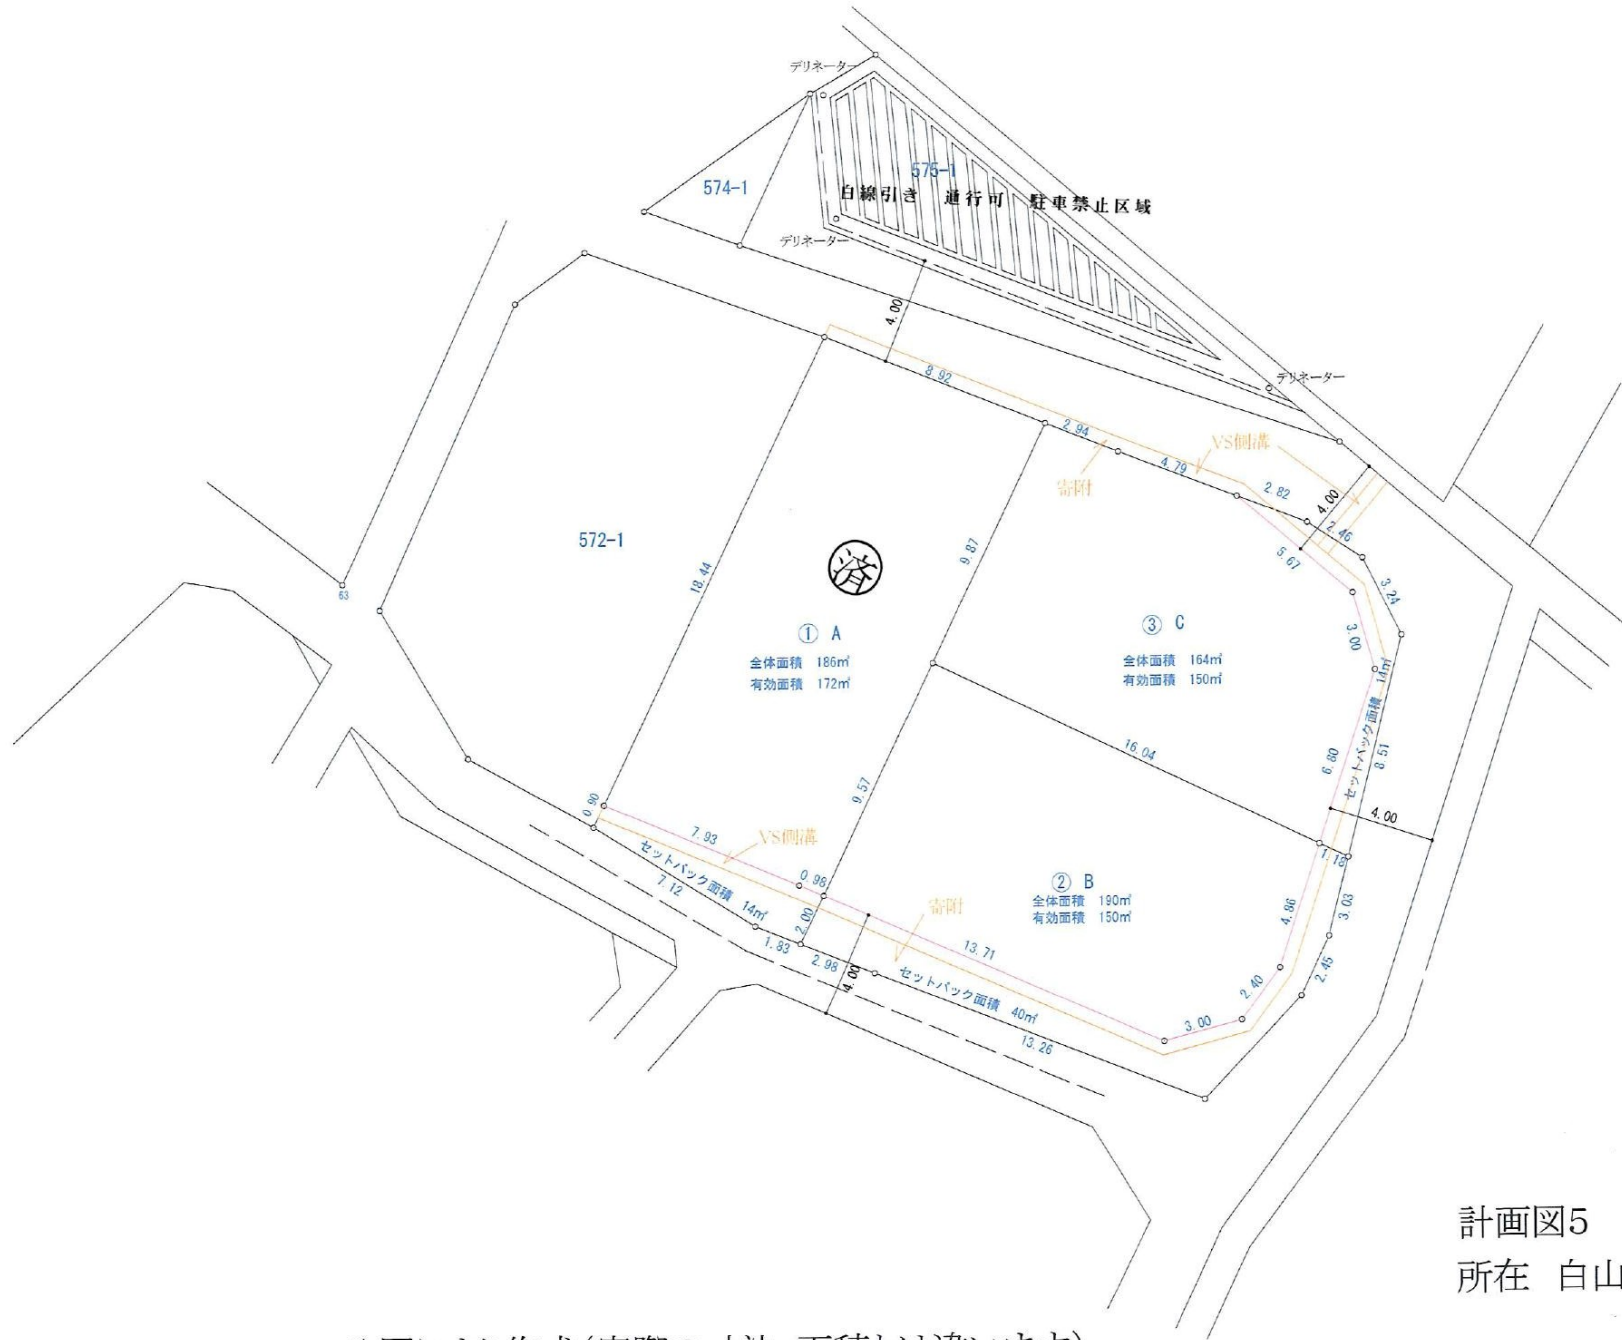 デリネーター
574-1
575-1
白線引き 通行可 駐車禁止区域
デリネーター
4.00
デリネーター
8.92
2.94
VS側溝
4.79
寄附
2.82
4.00
2.46
5.67
3.24
572-1
63
18.44
済
9.87
3.00
① A
全体面積 186㎡
有効面積 172㎡
③ C
全体面積 164㎡
有効面積 150㎡
セットバック面積 14㎡
6.80
8.51
16.04
9.57
4.00
0.90
7.93
VS側溝
1.18
セットバック面積 14㎡
7.12
0.98
② B
全体面積 190㎡
有効面積 150㎡
寄附
4.86
3.03
2.00
1.83
2.98
4.00
13.71
2.45
セットバック面積 40㎡
2.40
3.00
13.26
計画図5
所在 白山